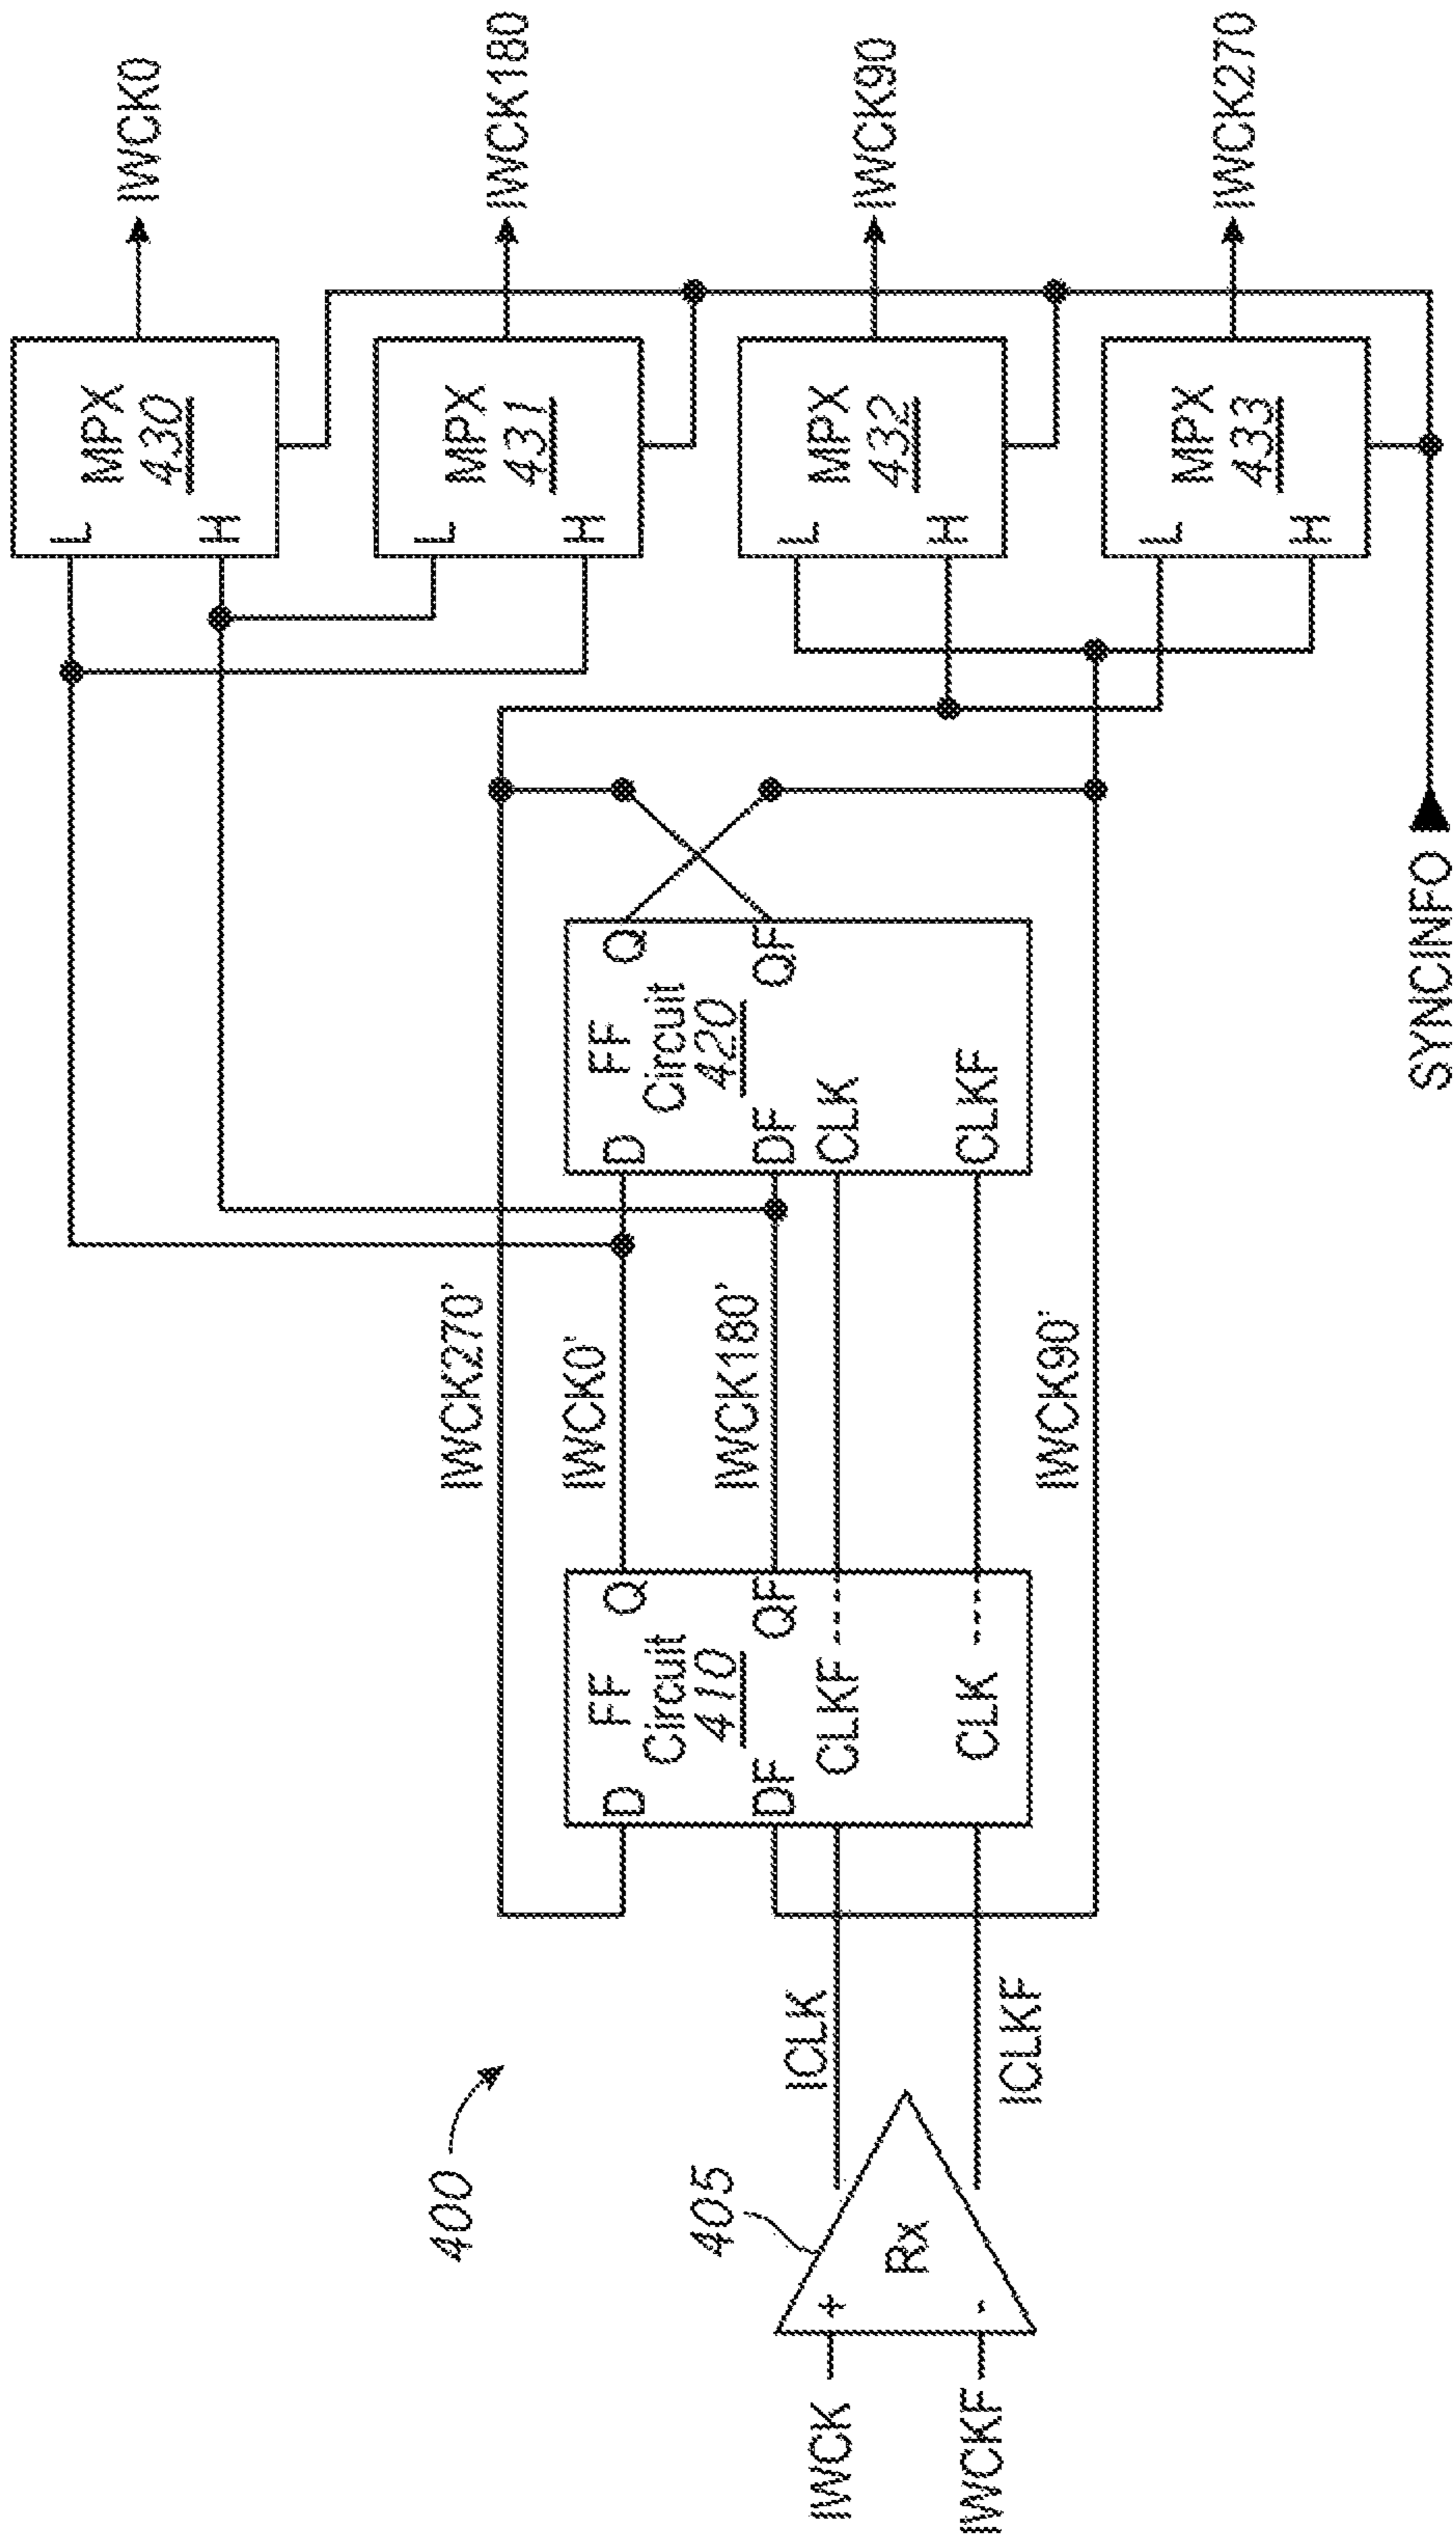 400
IWCK
IWCKF
+
-
Rx
405
ICLK
ICLKF
D
FF
Circuit
410
Q
DF
QF
CLKF
CLK
IWCK270'
IWCK0'
IWCK180'
IWCK90'
D
FF
Circuit
420
Q
DF
QF
CLK
CLKF
L
MPX
430
H
IWCK0
L
MPX
431
H
IWCK180
L
MPX
432
H
IWCK90
L
MPX
433
H
IWCK270
SYNCINFO